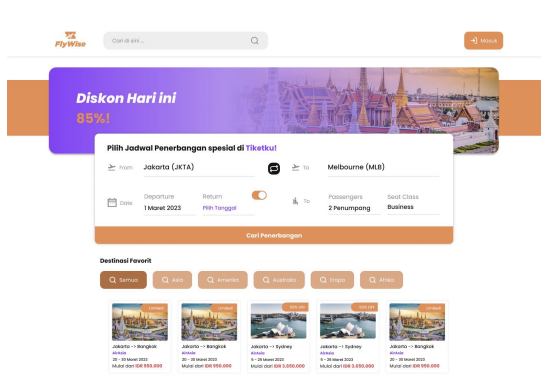 FlyWise
Cari di sini ...
Masuk
Diskon Hari ini
85%!
Pilih Jadwal Penerbangan spesial di Tiketku!
From Jakarta (JKTA) To Melbourne (MLB)
Departure Return Passengers Seat Class
Date To
1 Maret 2023 Pilih Tanggal 2 Penumpang Business
Cari Penerbangan
Destinasi Favorit
Semua Asia Amerika Australia Eropa Afrika
Limited! Limited! 50% OFF 50% OFF Limited!
Jakarta -> Bangkok Jakarta -> Bangkok Jakarta -> Sydney Jakarta -> Sydney Jakarta -> Bangkok
AirAsia AirAsia AirAsia AirAsia AirAsia
20 - 30 Maret 2023 20 - 30 Maret 2023 5 - 25 Maret 2023 5 - 25 Maret 2023 20 - 30 Maret 2023
Mulai dari IDR 950.000 Mulai dari IDR 950.000 Mulai dari IDR 3.650.000 Mulai dari IDR 3.650.000 Mulai dari IDR 950.000